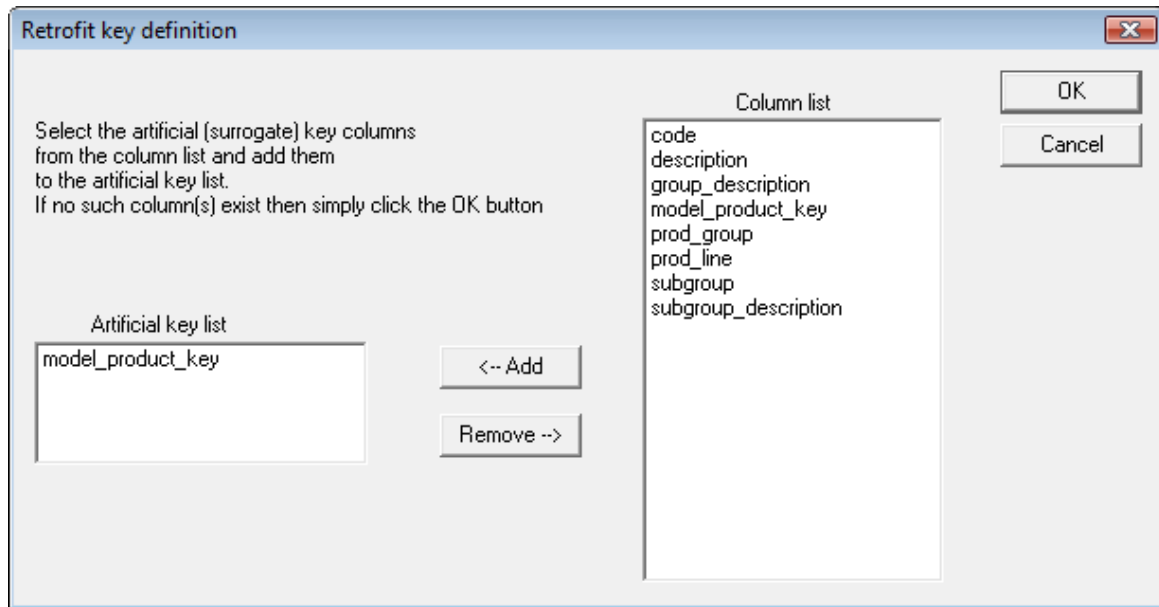 Retrofit key definition
Select the artificial (surrogate) key columns
from the column list and add them
to the artificial key list.
If no such column(s) exist then simply click the OK button
Artificial key list
model_product_key
<-- Add
Remove -->
Column list
code
description
group_description
model_product_key
prod_group
prod_line
subgroup
subgroup_description
OK
Cancel